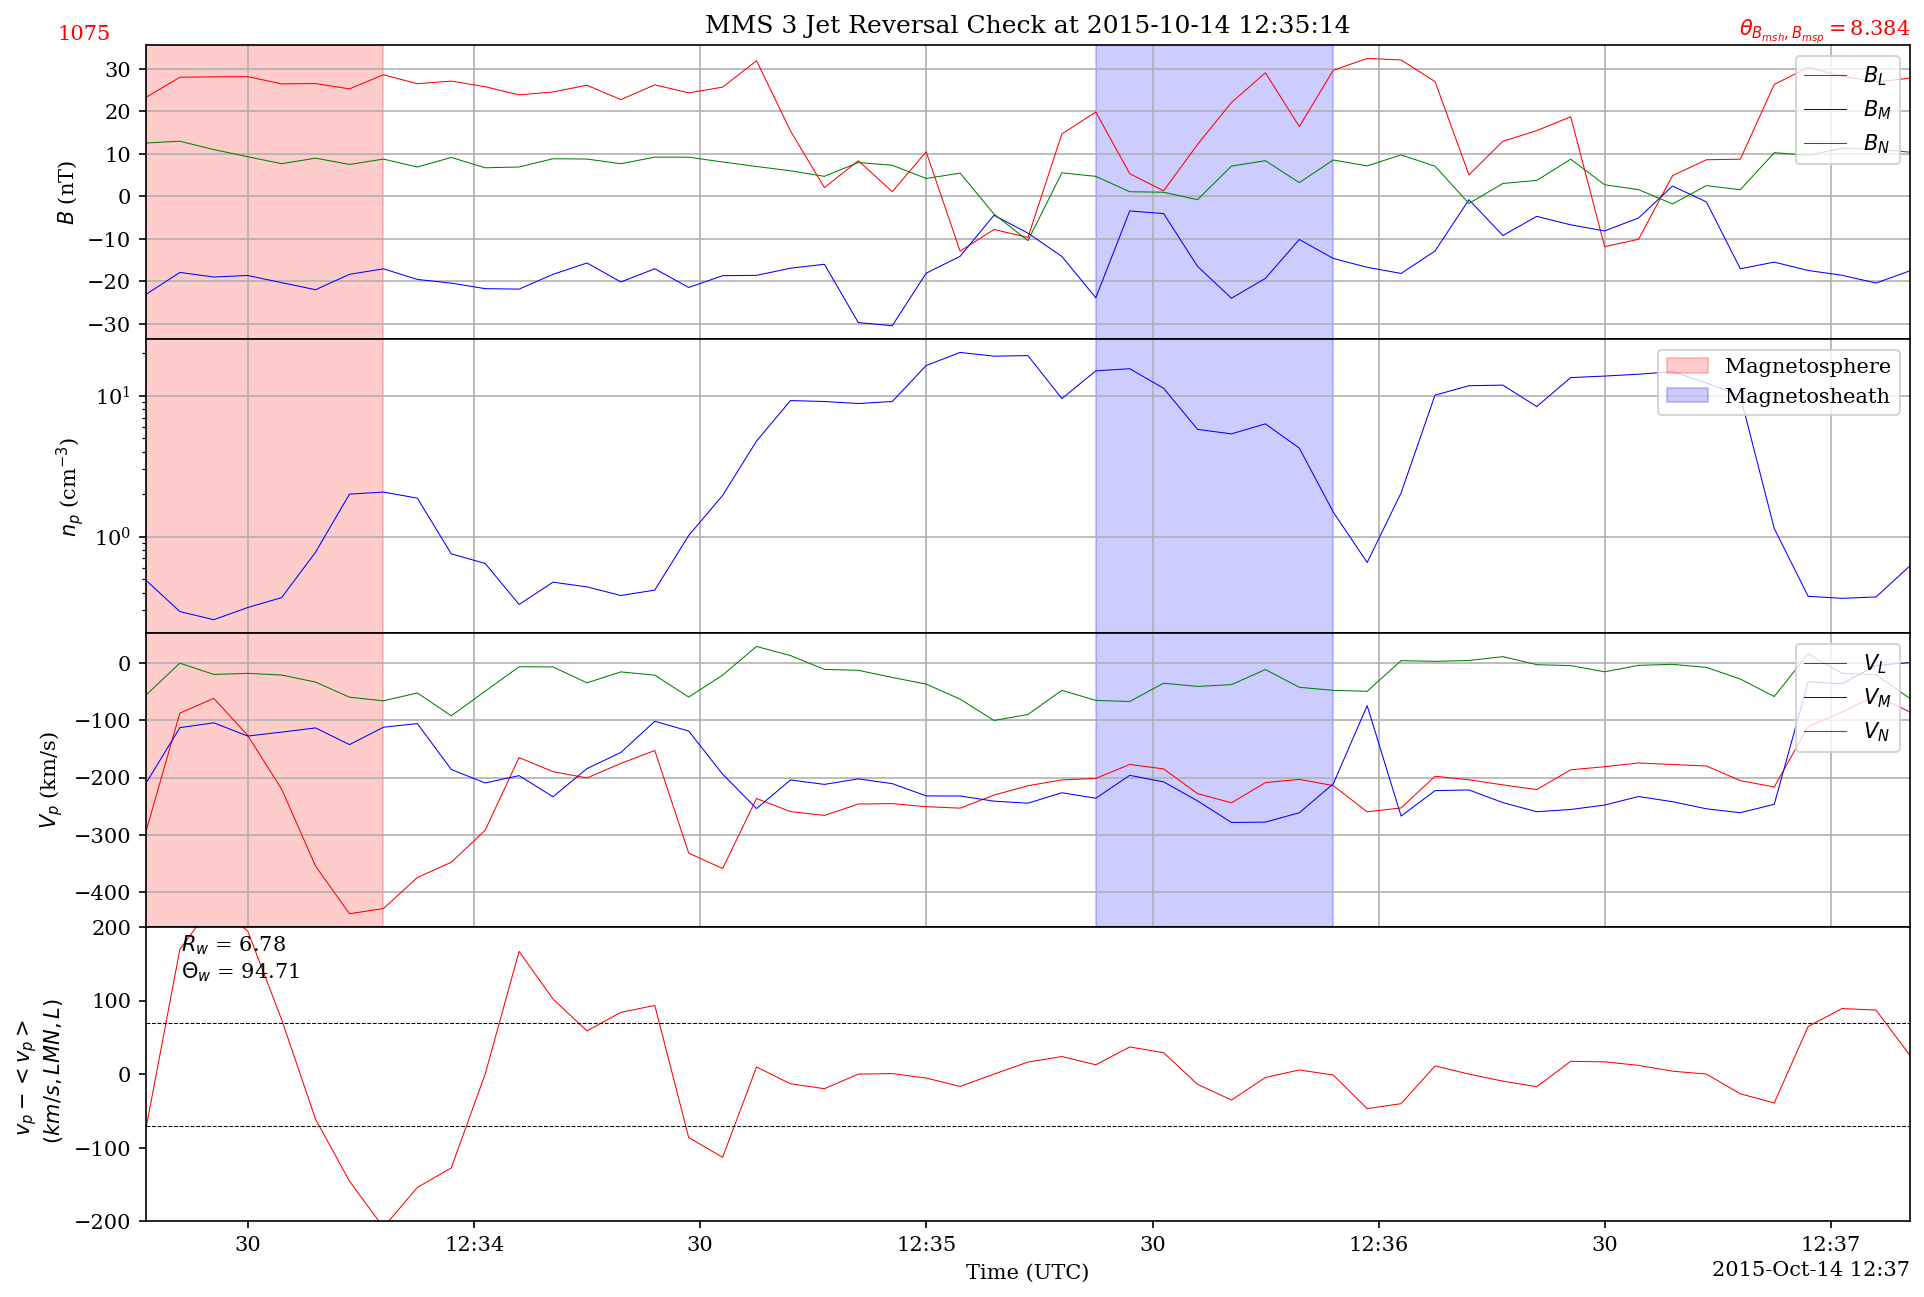 1075
MMS 3 Jet Reversal Check at 2015-10-14 12:35:14
θ_{B_{msh}, B_{msp}} = 8.384
B (nT)
30
20
10
0
−10
−20
−30
B_L
B_M
B_N
n_p (cm^{−3})
10^1
10^0
Magnetosphere
Magnetosheath
V_p (km/s)
0
−100
−200
−300
−400
V_L
V_M
V_N
v_p − < v_p >
(km/s, LMN, L)
200
100
0
−100
−200
R_w = 6.78
Θ_w = 94.71
30 12:34 30 12:35 30 12:36 30 12:37
Time (UTC)
2015-Oct-14 12:37